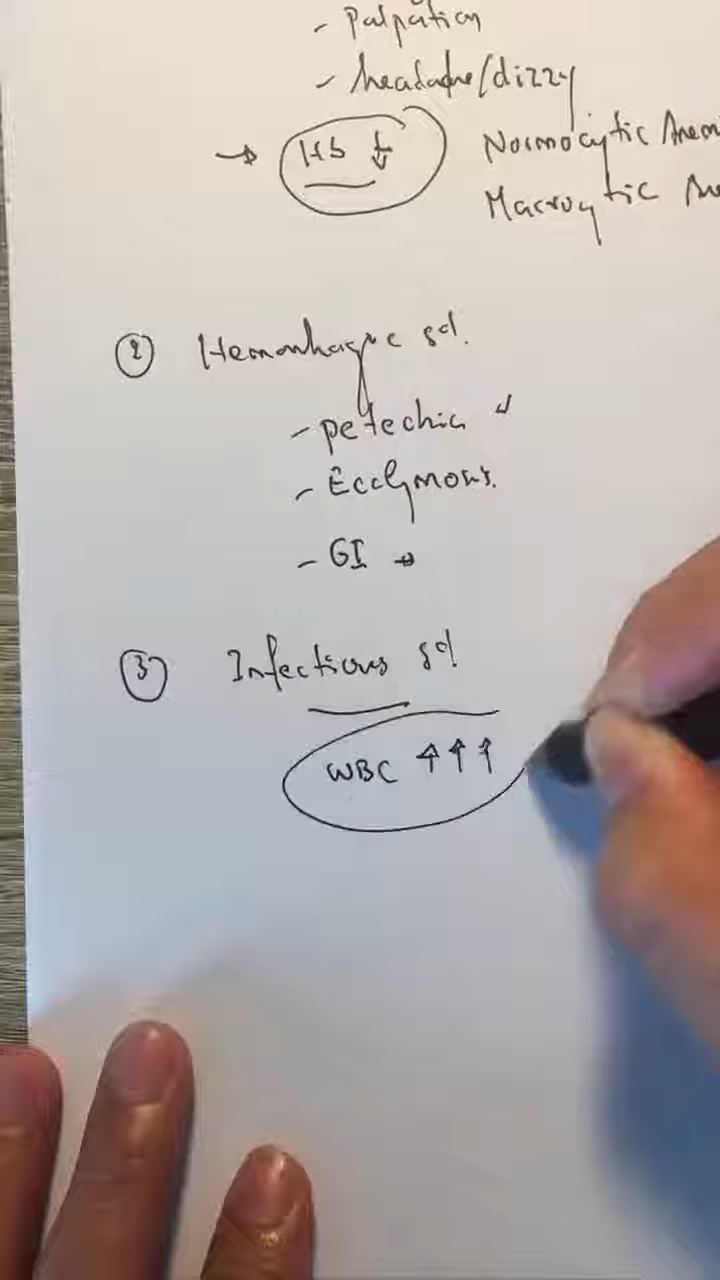 - Palpation
- headache/dizzy
→ Hb ↓ Normocytic Anem
Macrocytic An
② Hemorrhagic sd.
- petechia
- Ecchymosis.
- GI →
③ Infectious sd
WBC ↑↑↑